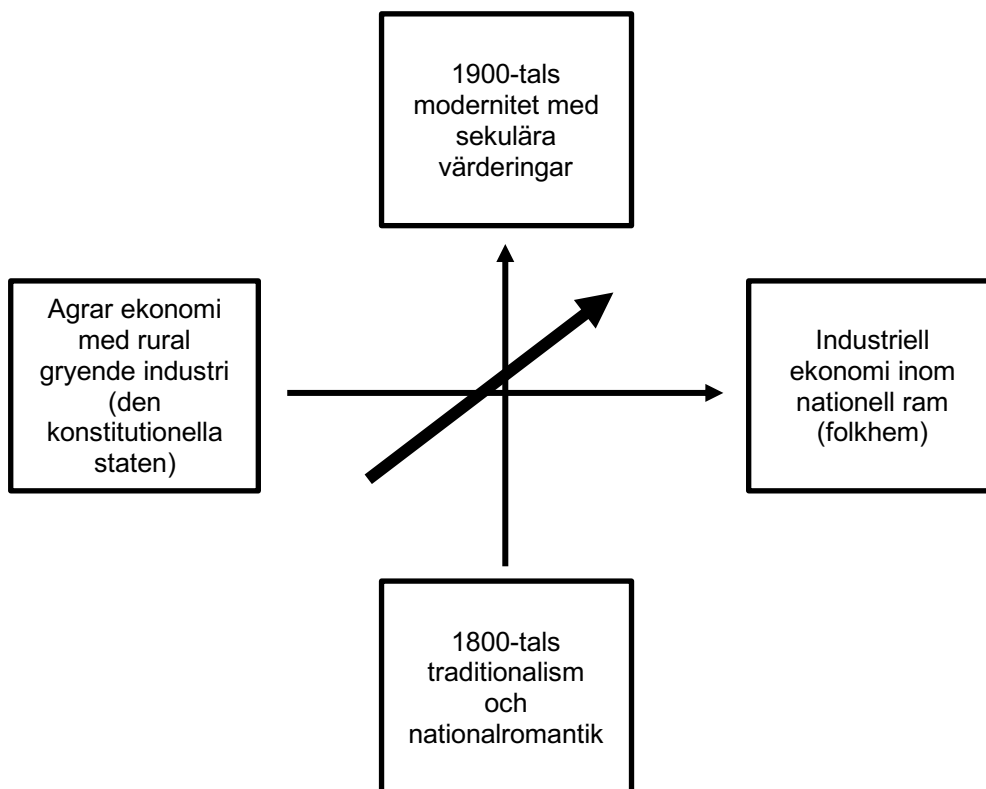 1900-tals
modernitet med
sekulära
värderingar
Agrar ekonomi
med rural
gryende industri
(den
konstitutionella
staten)
Industriell
ekonomi inom
nationell ram
(folkhem)
1800-tals
traditionalism
och
nationalromantik